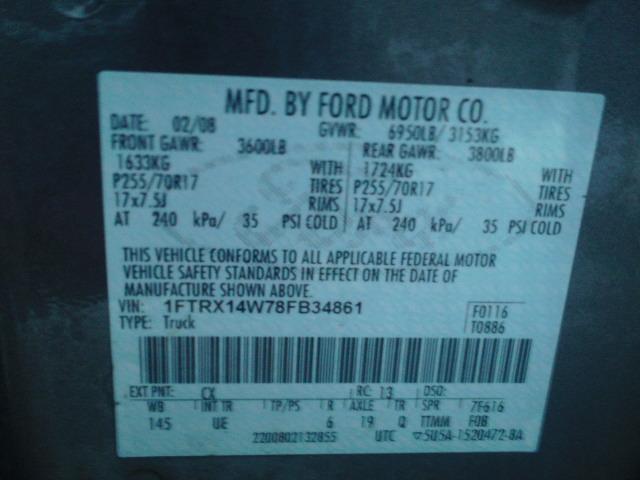 MFD. BY FORD MOTOR CO.
DATE: 02/08 GVWR: 6950LB/ 3153KG
FRONT GAWR: 3600LB REAR GAWR: 3800LB
1633KG WITH 1724KG WITH
P255/70R17 TIRES P255/70R17 TIRES
17x7.5J RIMS 17x7.5J RIMS
AT 240 kPa/ 35 PSI COLD AT 240 kPa/ 35 PSI COLD
THIS VEHICLE CONFORMS TO ALL APPLICABLE FEDERAL MOTOR
VEHICLE SAFETY STANDARDS IN EFFECT ON THE DATE OF
MANUFACTURE SHOWN ABOVE.
VIN: 1FTRX14W78FB34861 F0116
TYPE: Truck T0886
EXT PNT: CX RC: 13 DSO:
WB INT TR TP/PS R AXLE TR SPR 7F616
145 UE 6 19 Q TTMM F0B
2200802132855 UTC ▽5U5A-1520472-8A